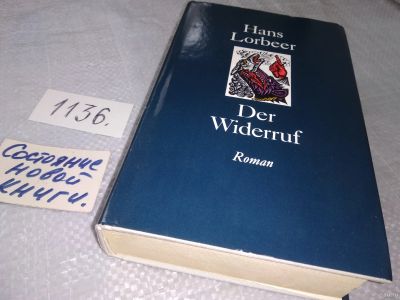 Hans
Lorbeer
Der
Widerruf
Roman
1136.
Состояние
новой
книги.